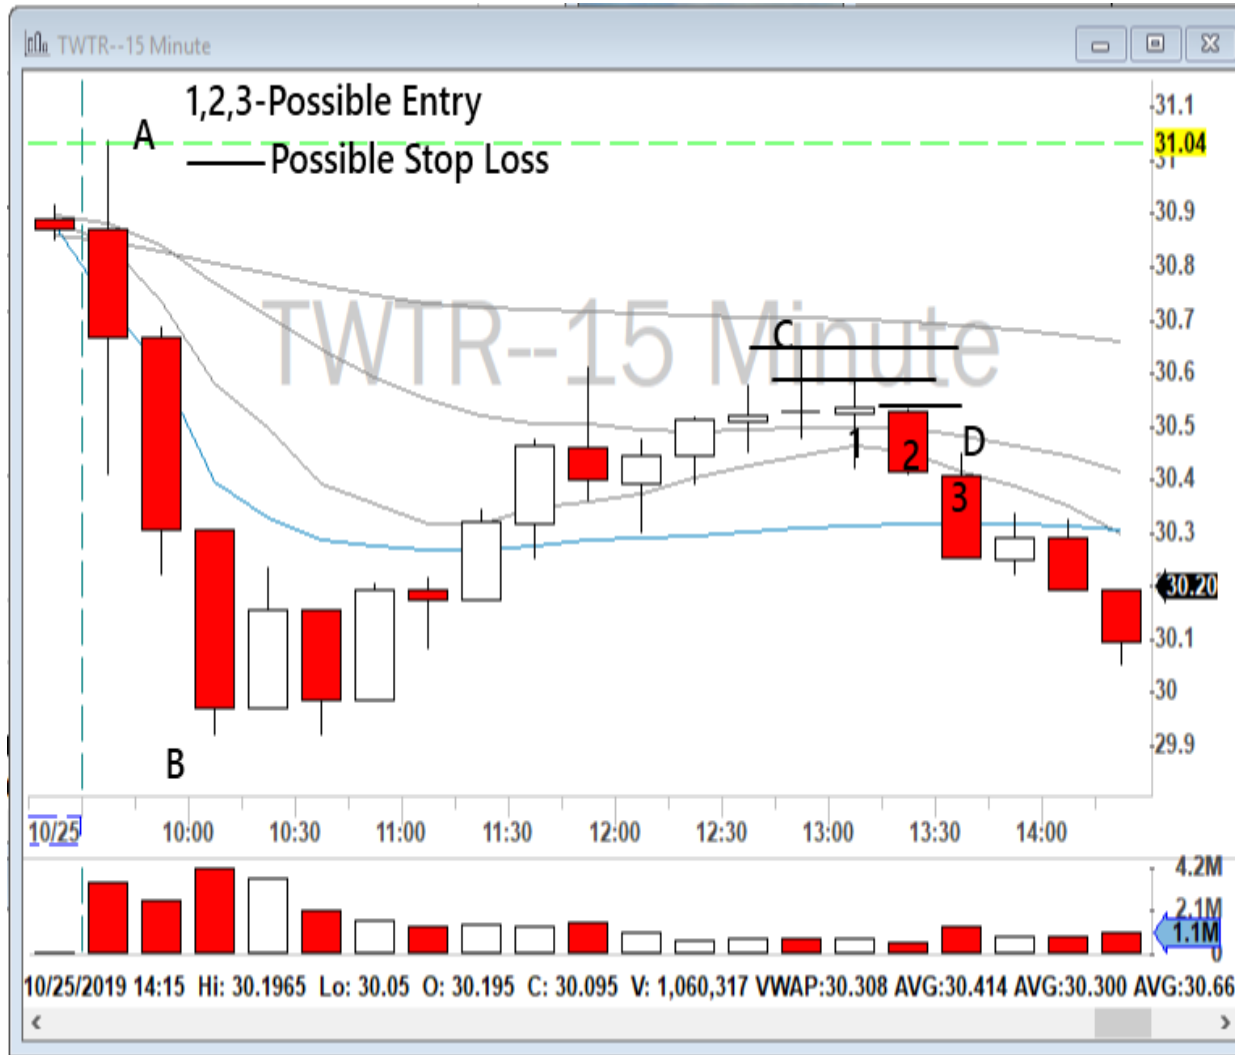 TWTR--15 Minute
1,2,3-Possible Entry
Possible Stop Loss
A
TWTR--15 Minute
C
1
2
D
3
B
31.1
31.04
31
30.9
30.8
30.7
30.6
30.5
30.4
30.3
30.20
30.1
30
29.9
10/25 10:00 10:30 11:00 11:30 12:00 12:30 13:00 13:30 14:00
4.2M
2.1M
1.1M
0
10/25/2019 14:15 Hi: 30.1965 Lo: 30.05 O: 30.195 C: 30.095 V: 1,060,317 VWAP:30.308 AVG:30.414 AVG:30.300 AVG:30.66